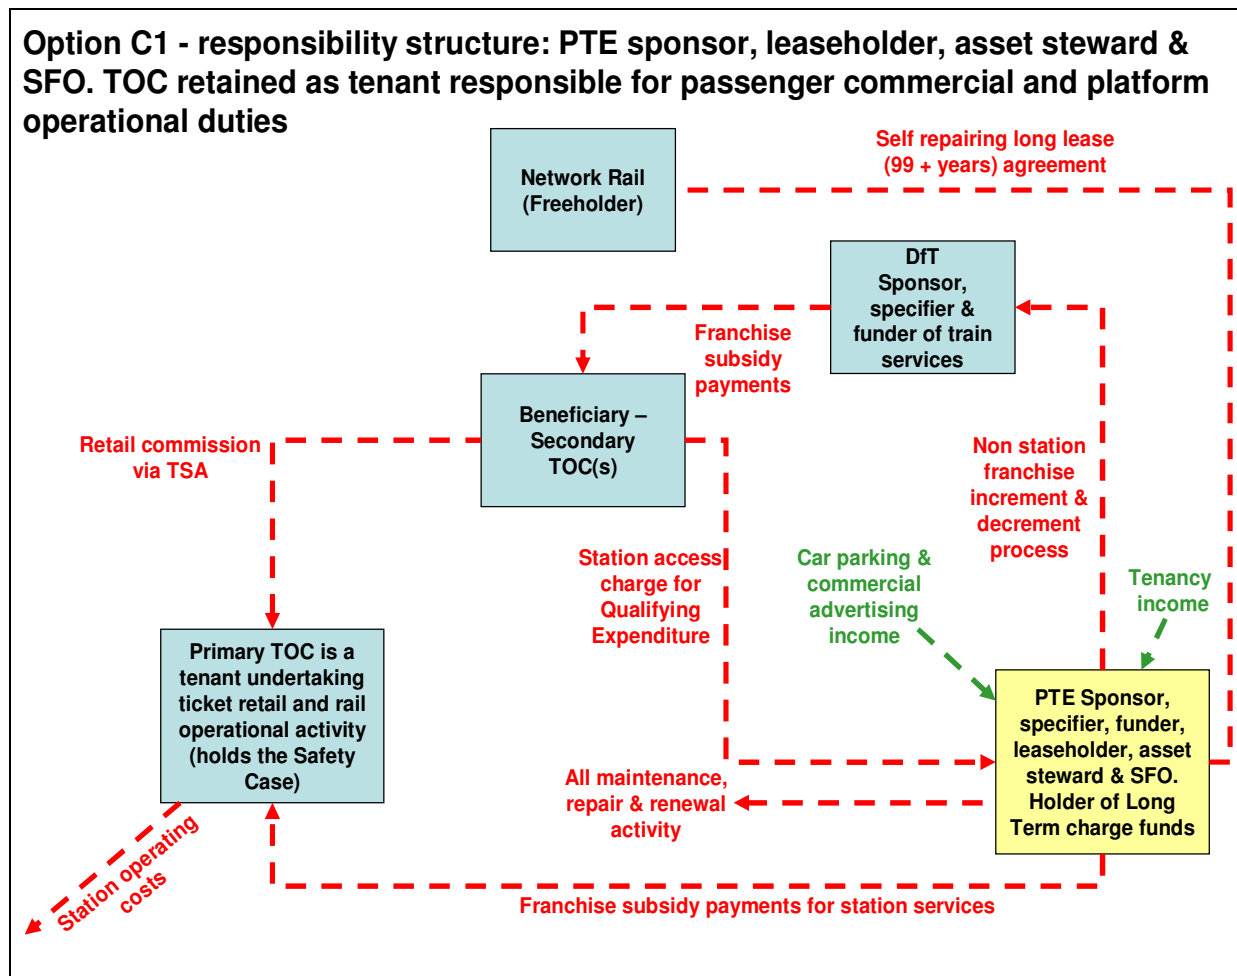 Option C1 - responsibility structure: PTE sponsor, leaseholder, asset steward &
SFO. TOC retained as tenant responsible for passenger commercial and platform
operational duties
Self repairing long lease
(99 + years) agreement
Network Rail
(Freeholder)
DfT
Sponsor,
specifier &
funder of train
services
Franchise
subsidy
payments
Beneficiary –
Secondary
TOC(s)
Retail commission
via TSA
Non station
franchise
increment &
decrement
process
Station access
charge for
Qualifying
Expenditure
Car parking &
commercial
advertising
income
Tenancy
income
Primary TOC is a
tenant undertaking
ticket retail and rail
operational activity
(holds the Safety
Case)
PTE Sponsor,
specifier, funder,
leaseholder, asset
steward & SFO.
Holder of Long
Term charge funds
All maintenance,
repair & renewal
activity
Station operating
costs
Franchise subsidy payments for station services